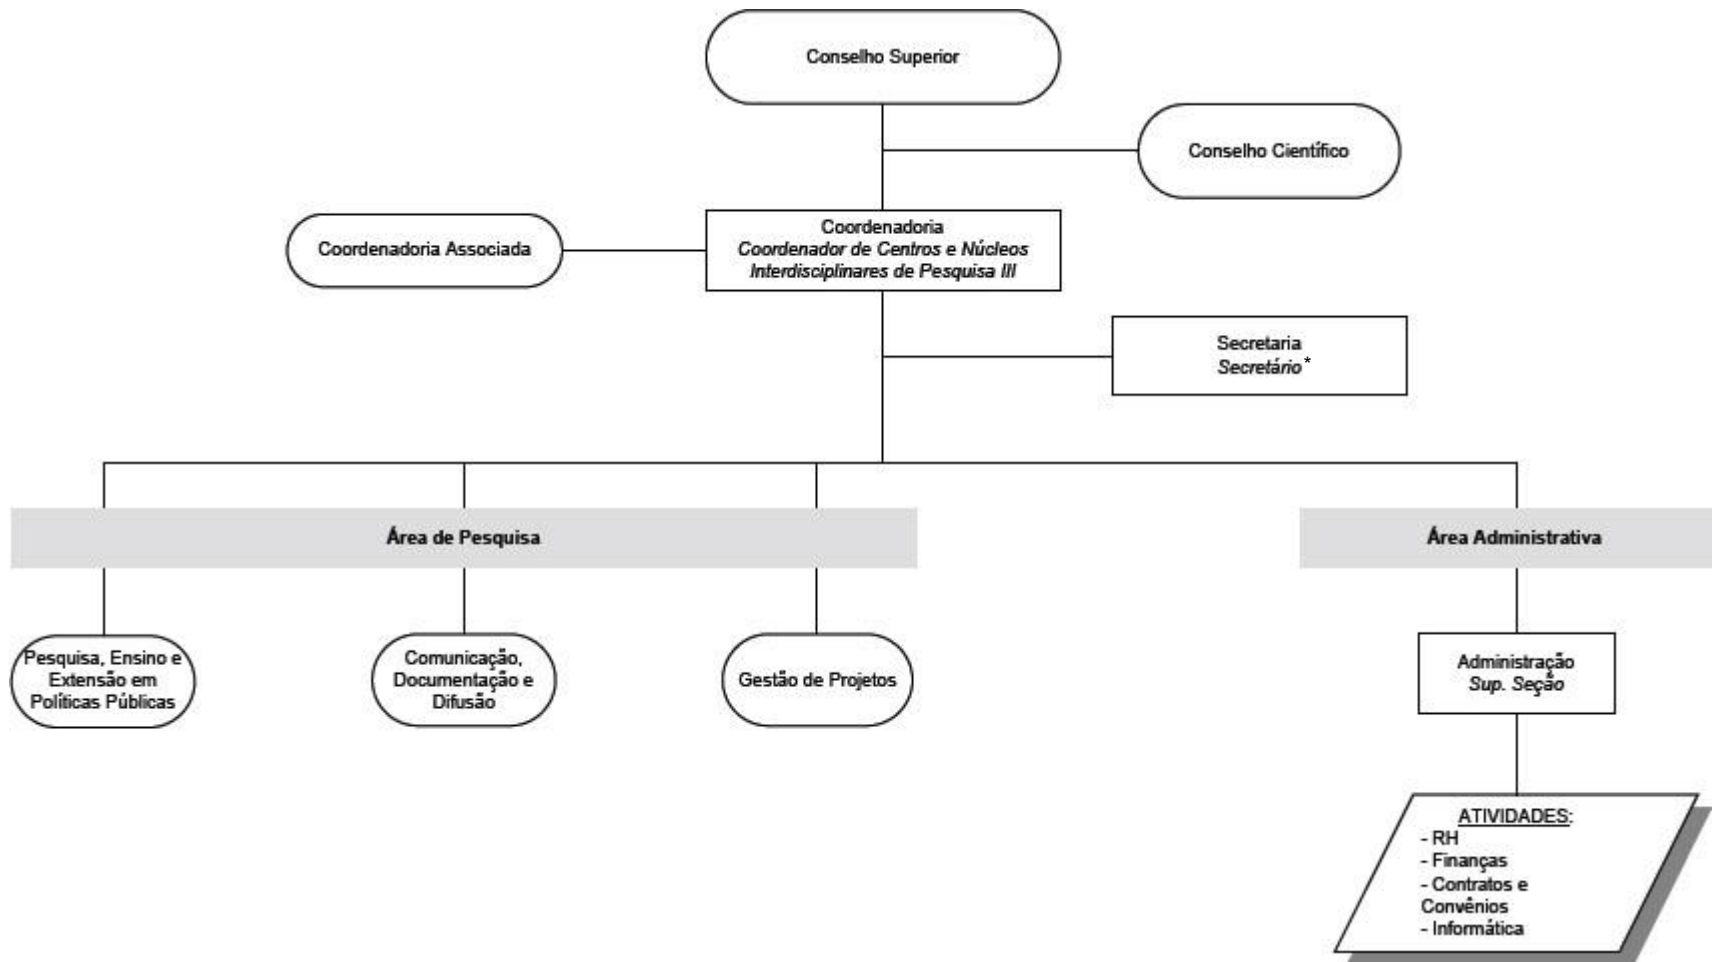 Conselho Superior
Conselho Científico
Coordenadoria Associada
Coordenadoria
Coordenador de Centros e Núcleos
Interdisciplinares de Pesquisa III
Secretaria
Secretário*
Área de Pesquisa
Área Administrativa
Pesquisa, Ensino e
Extensão em
Políticas Públicas
Comunicação,
Documentação e
Difusão
Gestão de Projetos
Administração
Sup. Seção
ATIVIDADES:
- RH
- Finanças
- Contratos e
Convênios
- Informática